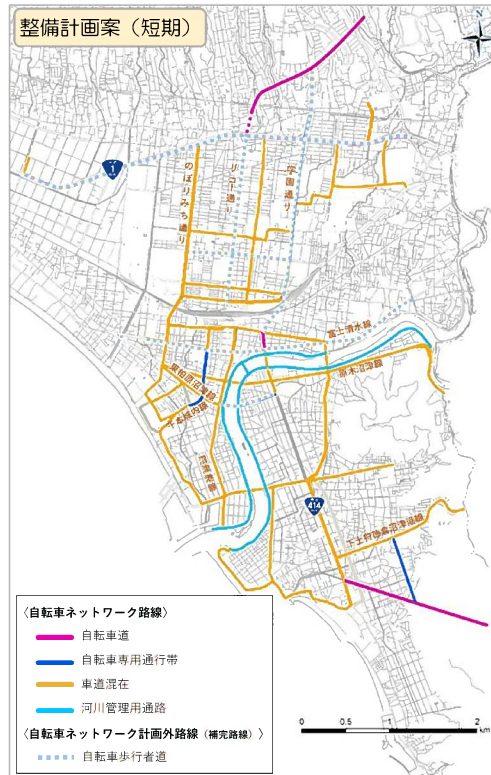 整備計画案（短期）
N
1
のぼりみち通り
リコー通り
学園通り
富士清水線
原木沼津線
東柏原沼津線
千本城内線
414
下土狩徳倉沼津港線
〈自転車ネットワーク路線〉
自転車道
自転車専用通行帯
車道混在
河川管理用通路
〈自転車ネットワーク計画外路線（補完路線）〉
自転車歩行者道
0 0.5 1 2
km